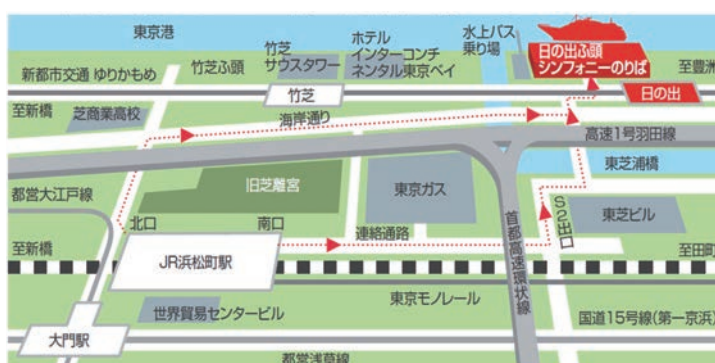 東京港
新都市交通 ゆりかもめ
竹芝ふ頭
竹芝
サウスタワー
ホテル
インターコンチ
ネンタル東京ベイ
水上バス
乗り場
日の出ふ頭
シンフォニーのりば
至豊洲
竹芝
日の出
至新橋
芝商業高校
海岸通り
高速1号羽田線
旧芝離宮
東京ガス
東芝浦橋
都営大江戸線
北口
南口
連絡通路
S2出口
東芝ビル
首都高速環状線
至新橋
JR浜松町駅
至田町
東京モノレール
世界貿易センタービル
国道15号線(第一京浜)
大門駅
都営浅草線